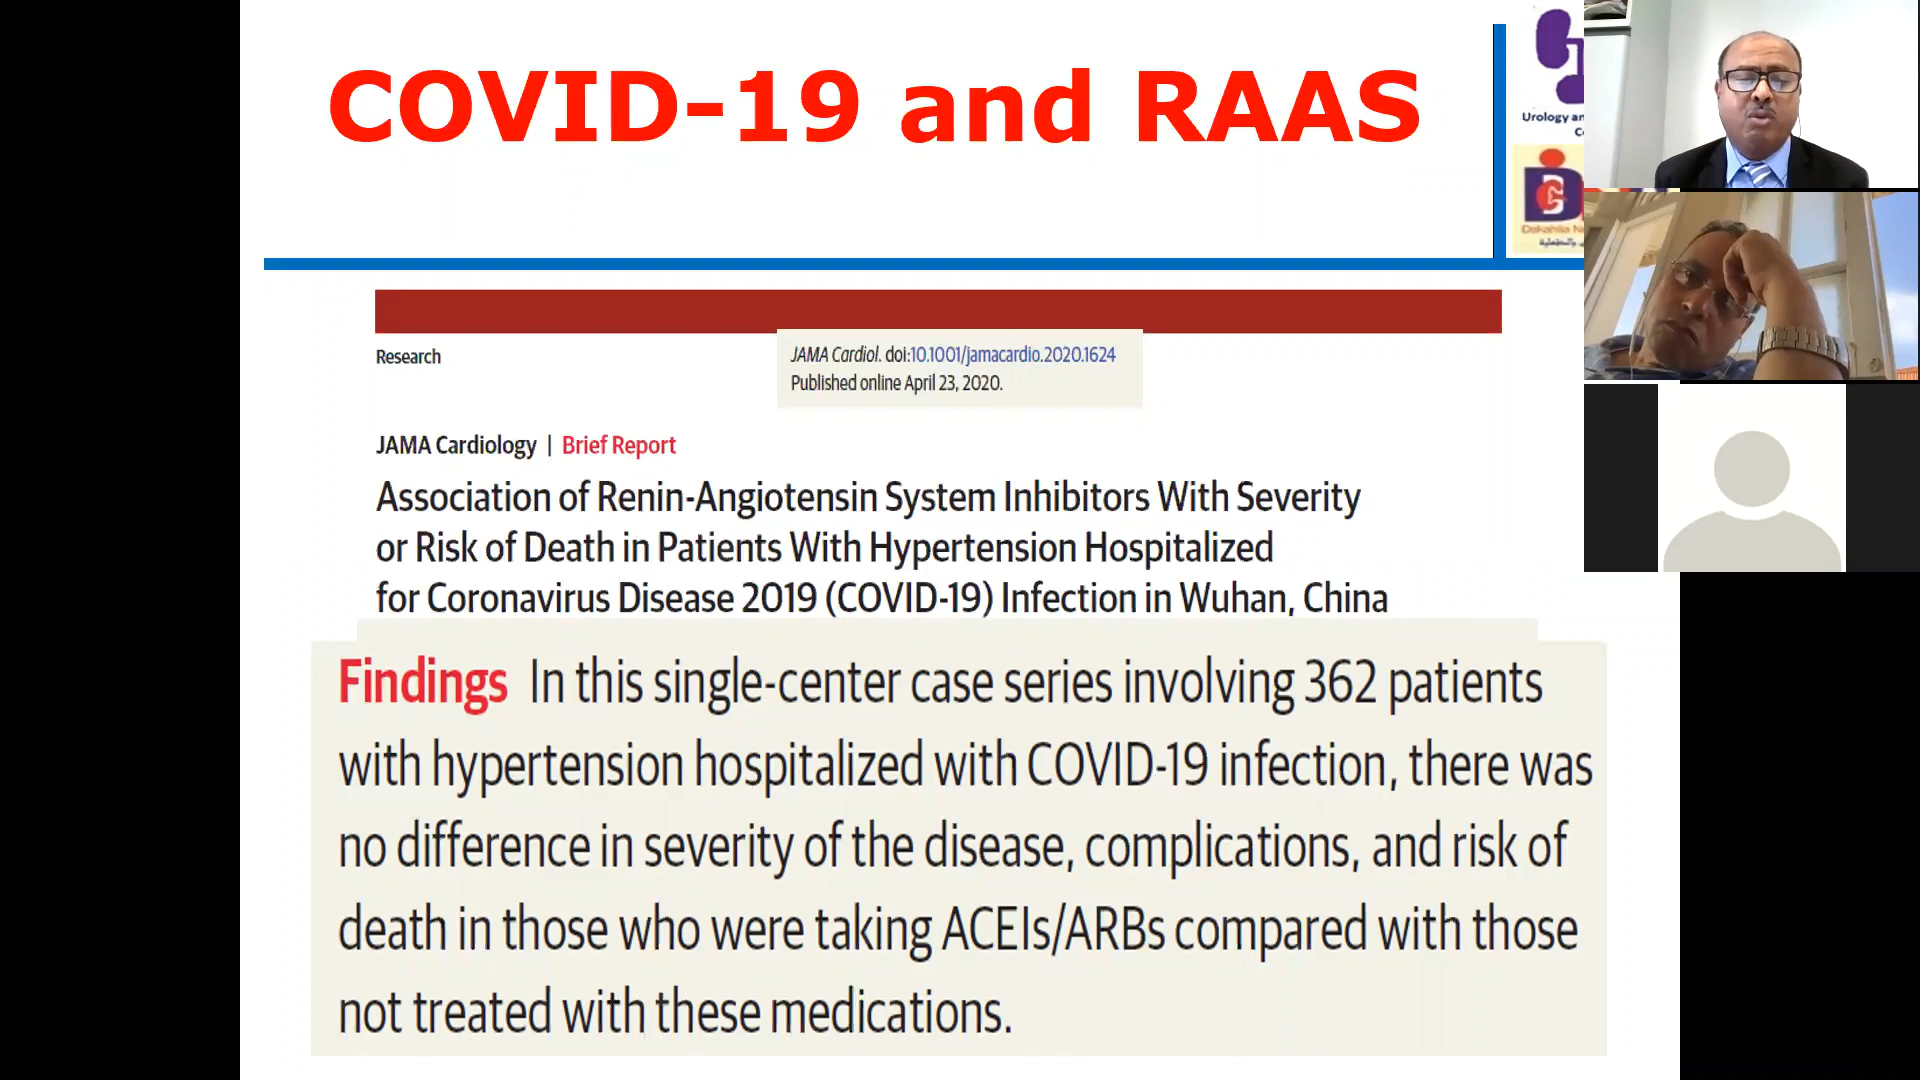 COVID-19 and RAAS
Urology an
Dakahlia N
Research
JAMA Cardiol. doi:10.1001/jamacardio.2020.1624
Published online April 23, 2020.
JAMA Cardiology | Brief Report
Association of Renin-Angiotensin System Inhibitors With Severity
or Risk of Death in Patients With Hypertension Hospitalized
for Coronavirus Disease 2019 (COVID-19) Infection in Wuhan, China
Findings In this single-center case series involving 362 patients
with hypertension hospitalized with COVID-19 infection, there was
no difference in severity of the disease, complications, and risk of
death in those who were taking ACEIs/ARBs compared with those
not treated with these medications.